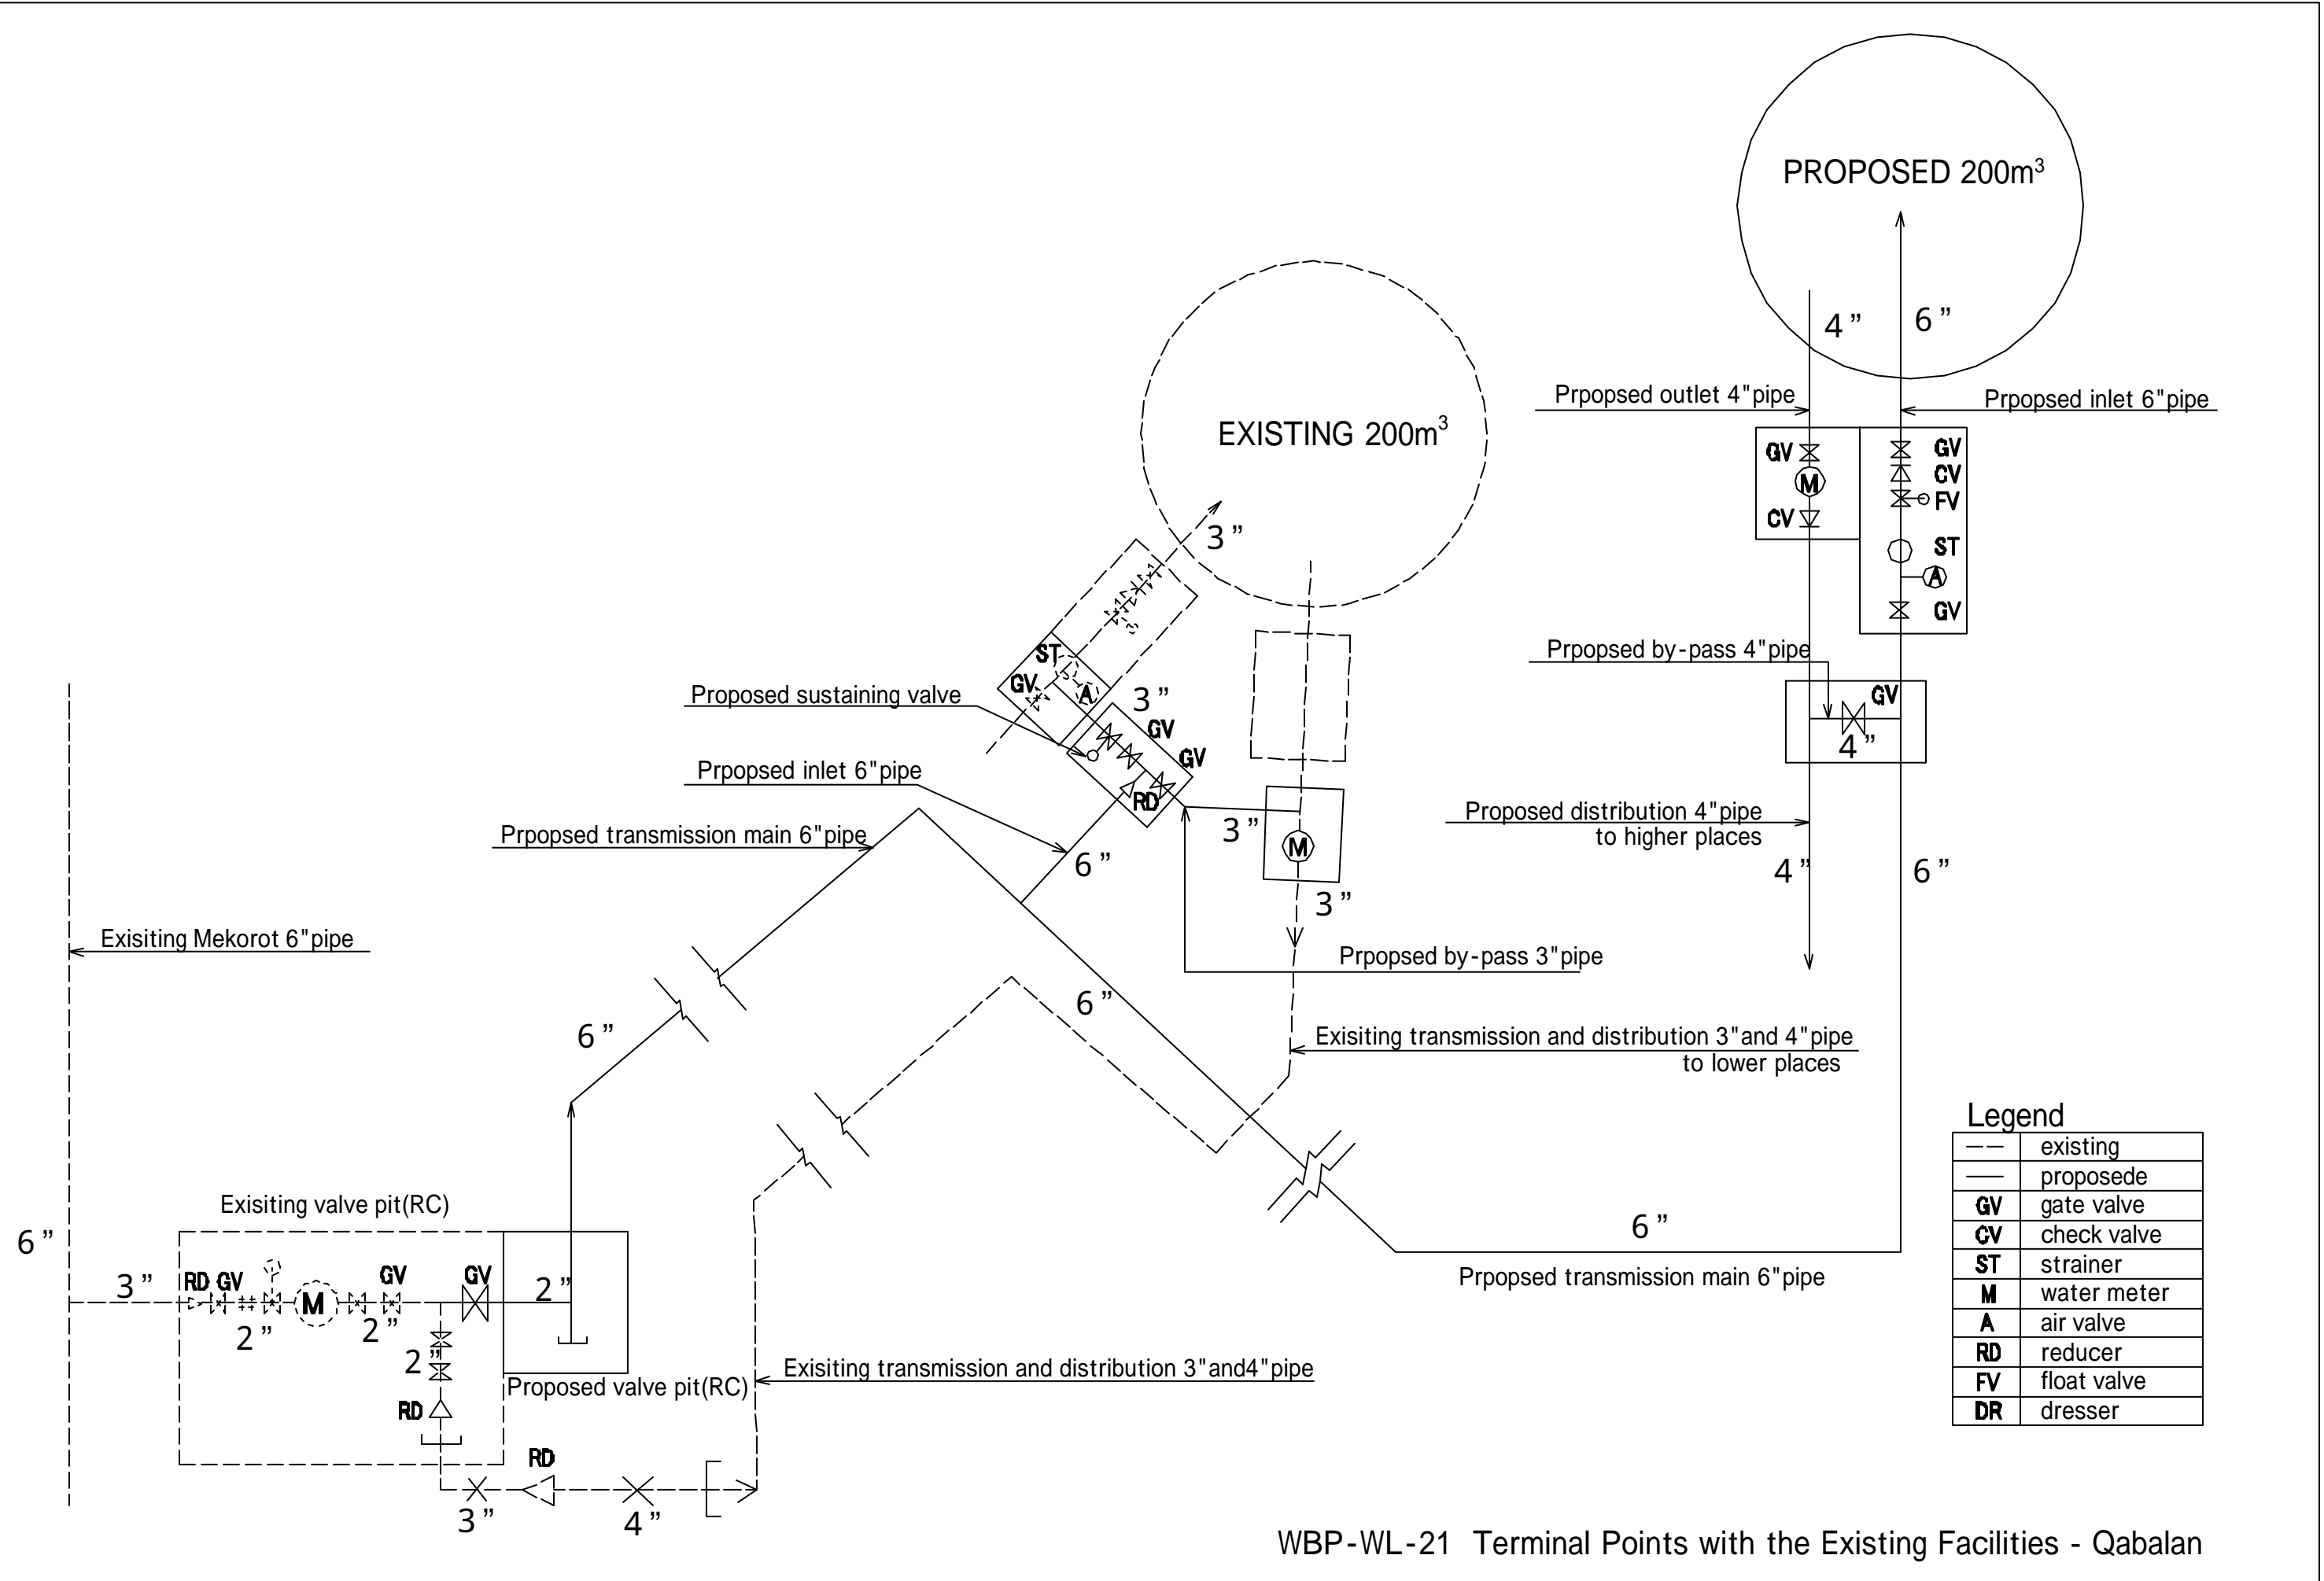 PROPOSED 200m³
4”
6”
Prpopsed outlet 4"pipe
Prpopsed inlet 6"pipe
EXISTING 200m³
GV
M
CV
GV
CV
FV
ST
A
GV
3”
Prpopsed by-pass 4"pipe
GV
4”
ST
GV
A
3”
Proposed sustaining valve
GV
GV
RD
Prpopsed inlet 6"pipe
Prpopsed transmission main 6"pipe
6”
3”
M
3”
Proposed distribution 4"pipe
to higher places
4”
6”
Exisiting Mekorot 6"pipe
Prpopsed by-pass 3"pipe
6”
6”
Exisiting transmission and distribution 3"and 4"pipe
to lower places
Exisiting valve pit(RC)
6”
3”
RD
GV
2”
M
GV
2”
GV
2”
2”
RD
Proposed valve pit(RC)
Exisiting transmission and distribution 3"and4"pipe
RD
3”
4”
6”
Prpopsed transmission main 6"pipe
Legend
existing
proposede
GV gate valve
CV check valve
ST strainer
M water meter
A air valve
RD reducer
FV float valve
DR dresser
WBP-WL-21 Terminal Points with the Existing Facilities - Qabalan